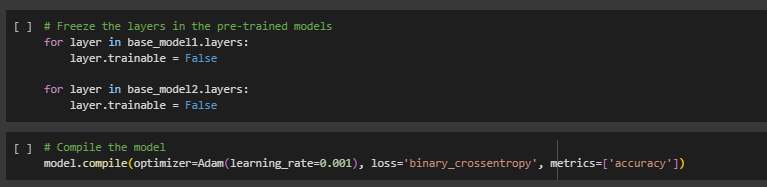 [ ] # Freeze the layers in the pre-trained models
for layer in base_model1.layers:
    layer.trainable = False
for layer in base_model2.layers:
    layer.trainable = False
[ ] # Compile the model
model.compile(optimizer=Adam(learning_rate=0.001), loss='binary_crossentropy', metrics=['accuracy'])